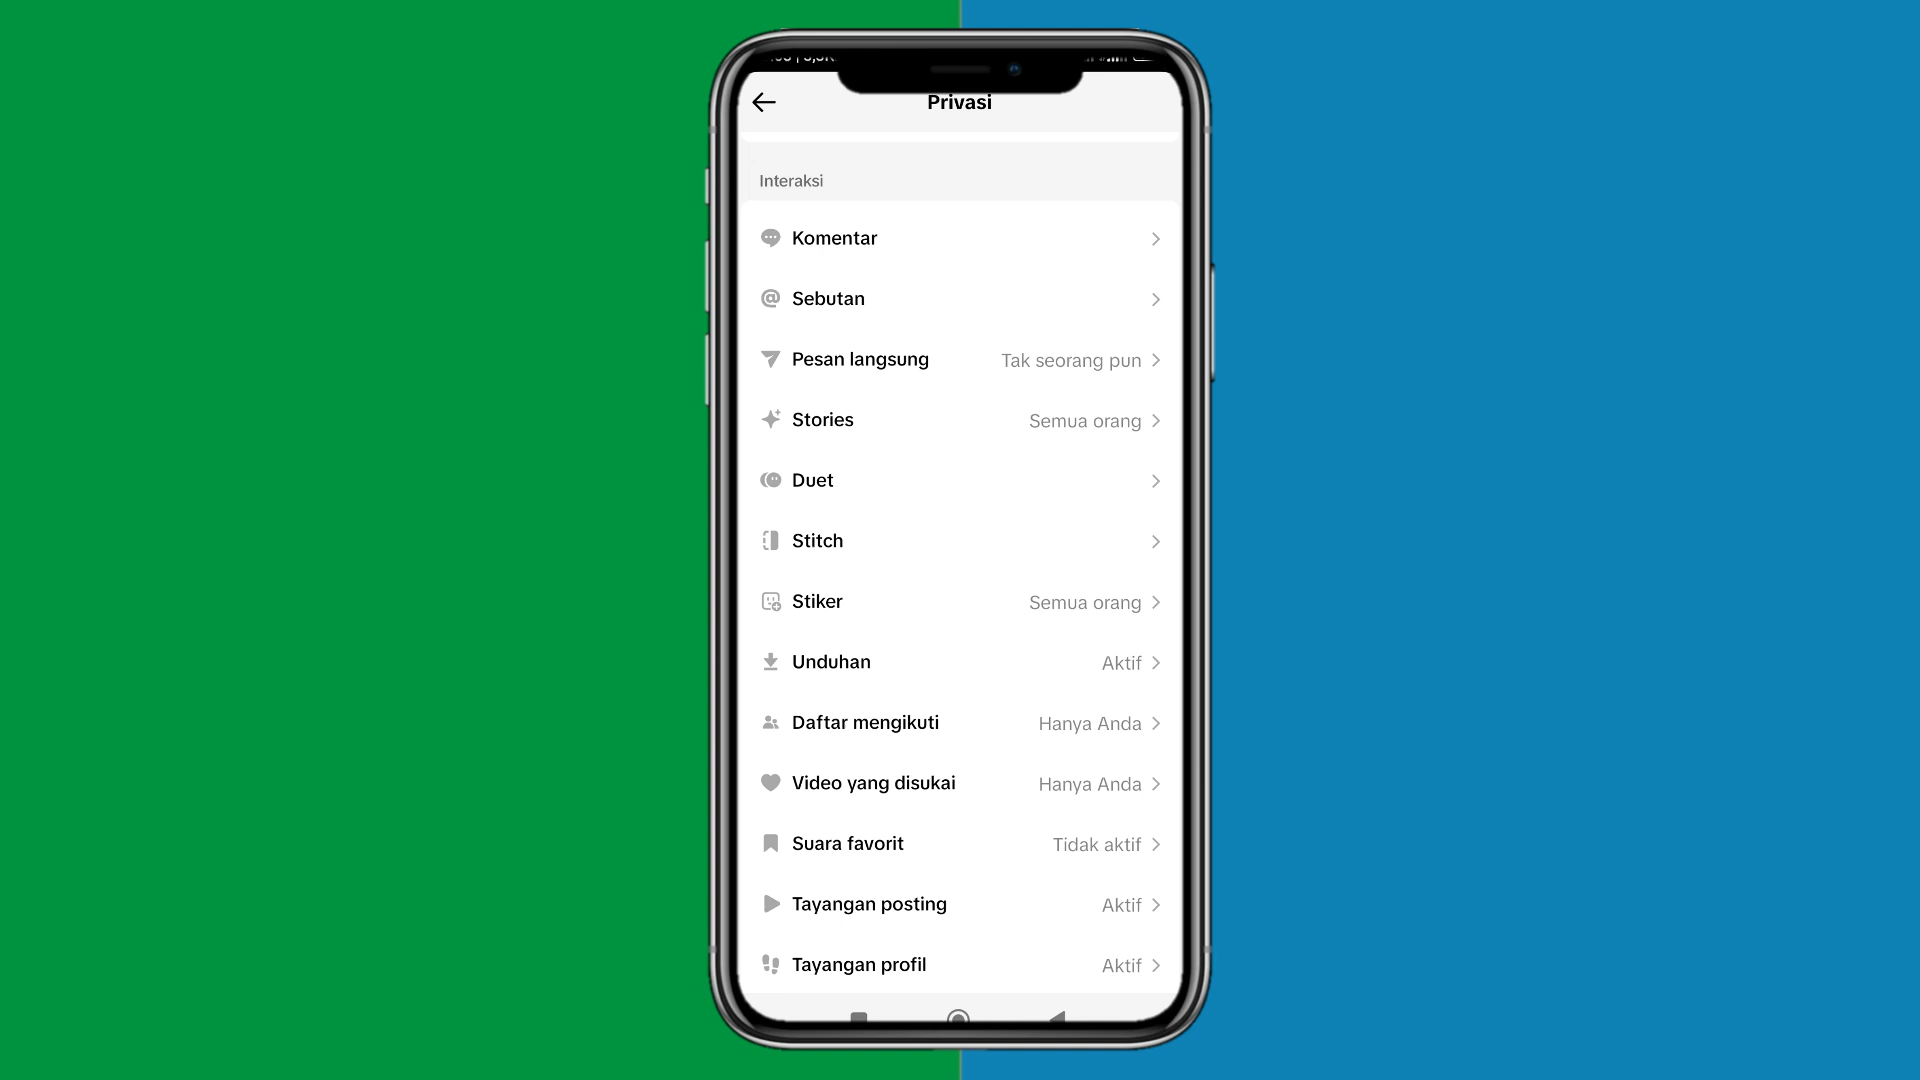 Privasi
Interaksi
Komentar
Sebutan
Pesan langsung Tak seorang pun
Stories Semua orang
Duet
Stitch
Stiker Semua orang
Unduhan Aktif
Daftar mengikuti Hanya Anda
Video yang disukai Hanya Anda
Suara favorit Tidak aktif
Tayangan posting Aktif
Tayangan profil Aktif